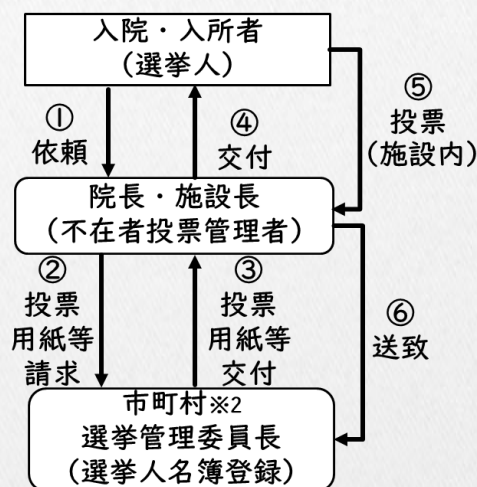 入院・入所者
(選挙人)
①
依頼
④
交付
⑤
投票
(施設内)
院長・施設長
(不在者投票管理者)
②
投票
用紙等
請求
③
投票
用紙等
交付
⑥
送致
市町村※2
選挙管理委員長
(選挙人名簿登録)